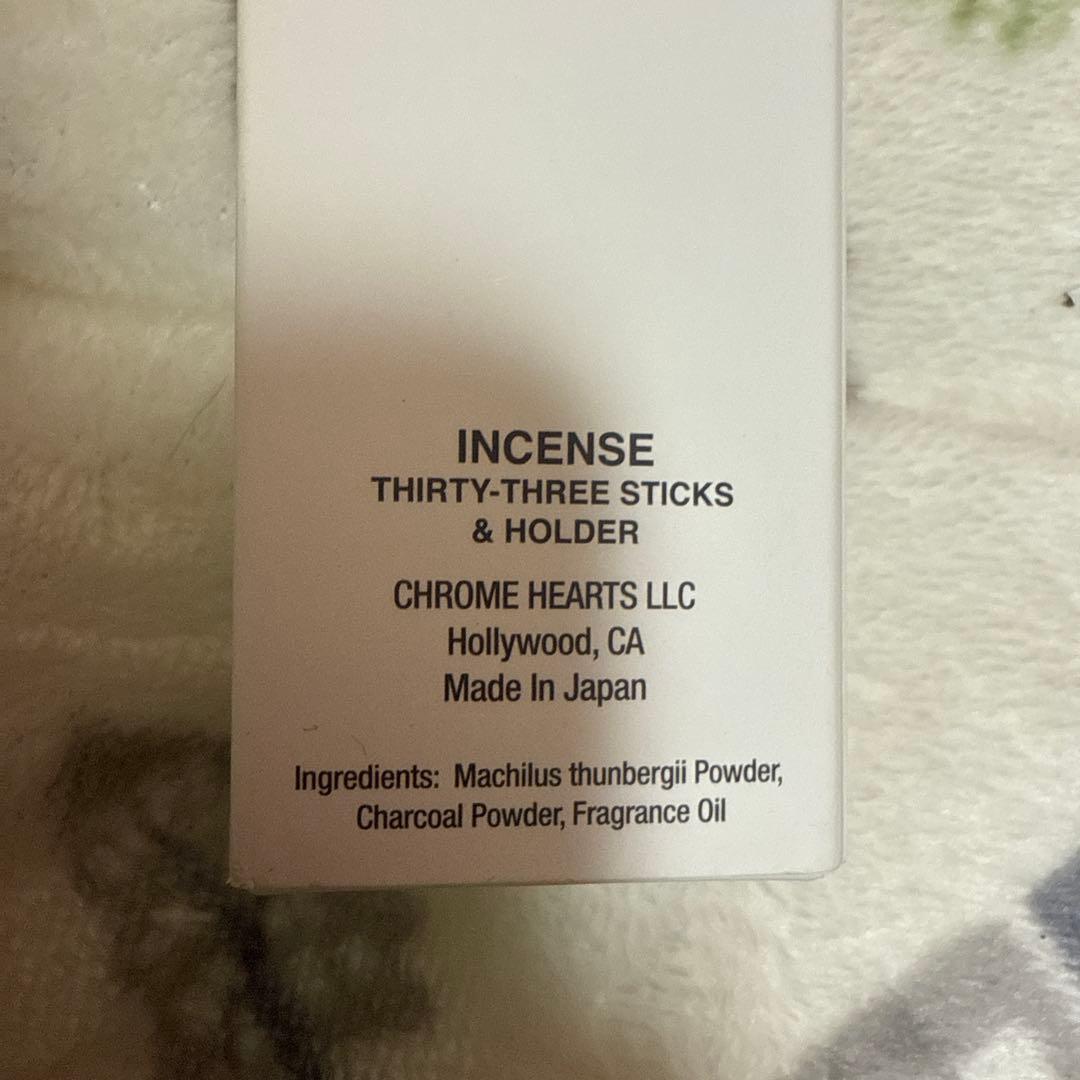 INCENSE
THIRTY-THREE STICKS
& HOLDER
CHROME HEARTS LLC
Hollywood, CA
Made In Japan
Ingredients: Machilus thunbergii Powder,
Charcoal Powder, Fragrance Oil